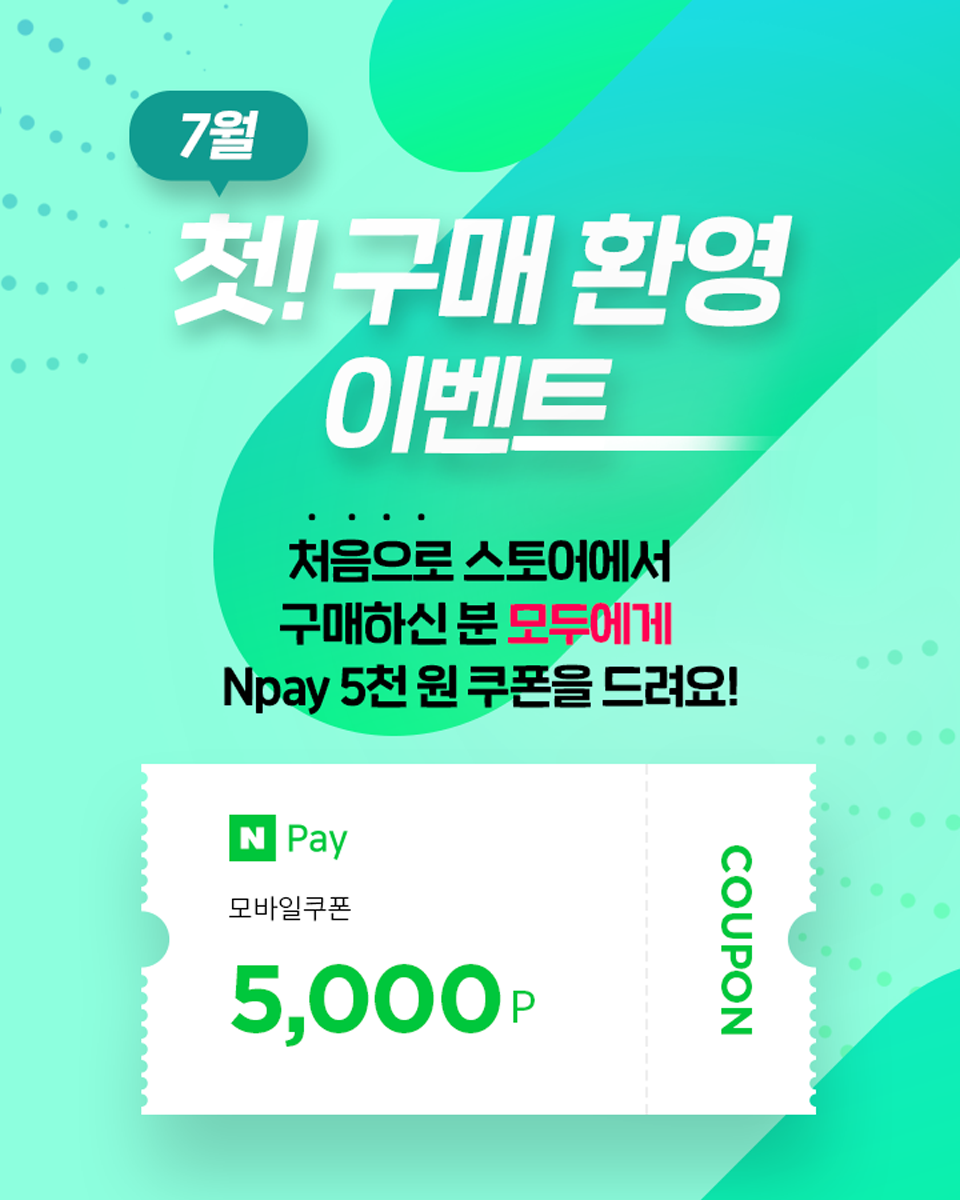 7월
첫! 구매 환영
이벤트
처음으로 스토어에서
구매하신 분 모두에게
Npay 5천 원 쿠폰을 드려요!
N Pay
모바일쿠폰
5,000 P
COUPON